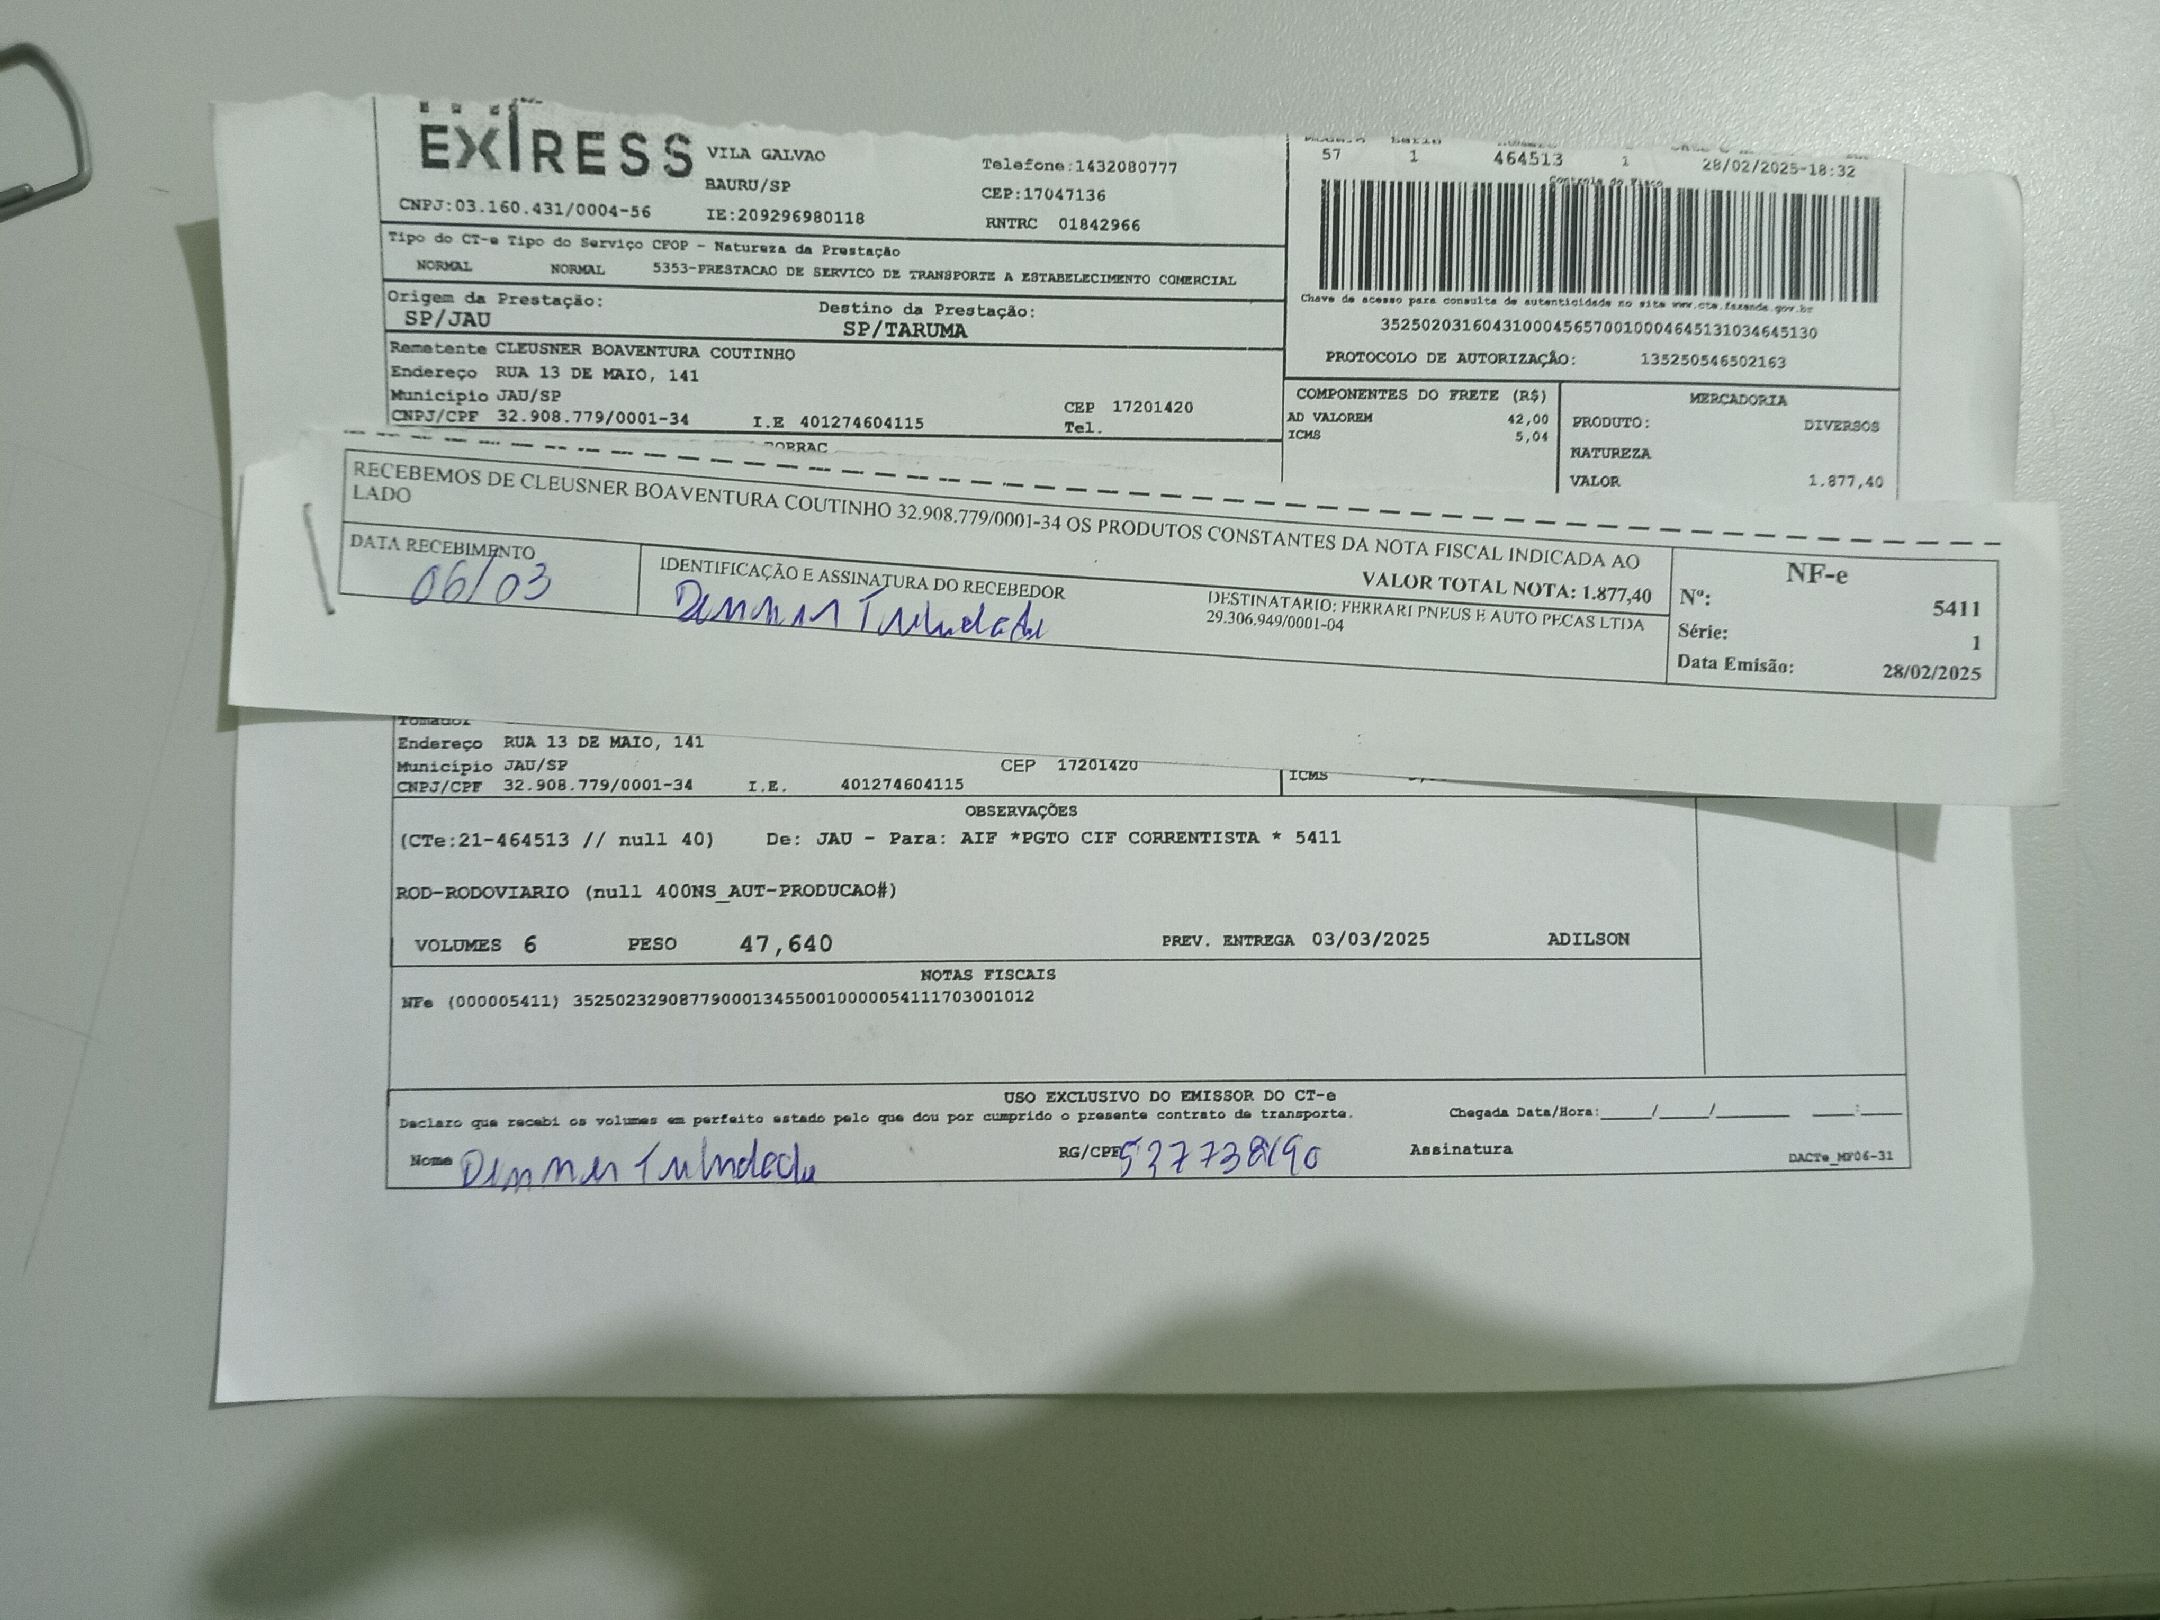 EXPRESS
VILA GALVAO
BAURU/SP
CNPJ:03.160.431/0004-56 IE:209296980118
Telefone:1432080777
CEP:17047136
RNTRC 01842966
57 1 464513 1 28/02/2025-18:32
Controle do Fisco
Tipo do CT-e Tipo do Serviço CFOP - Natureza da Prestação
NORMAL NORMAL 5353-PRESTACAO DE SERVICO DE TRANSPORTE A ESTABELECIMENTO COMERCIAL
Chave de acesso para consulta de autenticidade no site www.cte.fazenda.gov.br
35250203160431000456570010004645131034645130
Origem da Prestação: Destino da Prestação:
SP/JAU SP/TARUMA
PROTOCOLO DE AUTORIZAÇÃO: 135250546502163
Remetente CLEUSNER BOAVENTURA COUTINHO
Endereço RUA 13 DE MAIO, 141
Município JAU/SP CEP 17201420
CNPJ/CPF 32.908.779/0001-34 I.E 401274604115 Tel.
COMPONENTES DO FRETE (R$)
AD VALOREM 42,00
ICMS 5,04
MERCADORIA
PRODUTO: DIVERSOS
NATUREZA
VALOR 1.877,40
RECEBEMOS DE CLEUSNER BOAVENTURA COUTINHO 32.908.779/0001-34 OS PRODUTOS CONSTANTES DA NOTA FISCAL INDICADA AO
LADO
VALOR TOTAL NOTA: 1.877,40
DATA RECEBIMENTO
06/03
IDENTIFICAÇÃO E ASSINATURA DO RECEBEDOR
DESTINATARIO: FERRARI PNEUS E AUTO PECAS LTDA
29.306.949/0001-04
NF-e
Nº: 5411
Série: 1
Data Emisão: 28/02/2025
Tomador
Endereço RUA 13 DE MAIO, 141
Município JAU/SP CEP 17201420
CNPJ/CPF 32.908.779/0001-34 I.E. 401274604115
ICMS
OBSERVAÇÕES
(CTe:21-464513 // null 40) De: JAU - Para: AIF *PGTO CIF CORRENTISTA * 5411
ROD-RODOVIARIO (null 400NS_AUT-PRODUCAO#)
VOLUMES 6 PESO 47,640 PREV. ENTREGA 03/03/2025 ADILSON
NOTAS FISCAIS
NFe (000005411) 35250232908779000134550010000054111703001012
USO EXCLUSIVO DO EMISSOR DO CT-e
Declaro que recebi os volumes em perfeito estado pelo que dou por cumprido o presente contrato de transporte. Chegada Data/Hora:____/____/______ ___:___
Nome RG/CPF Assinatura DACTe_MF06-31